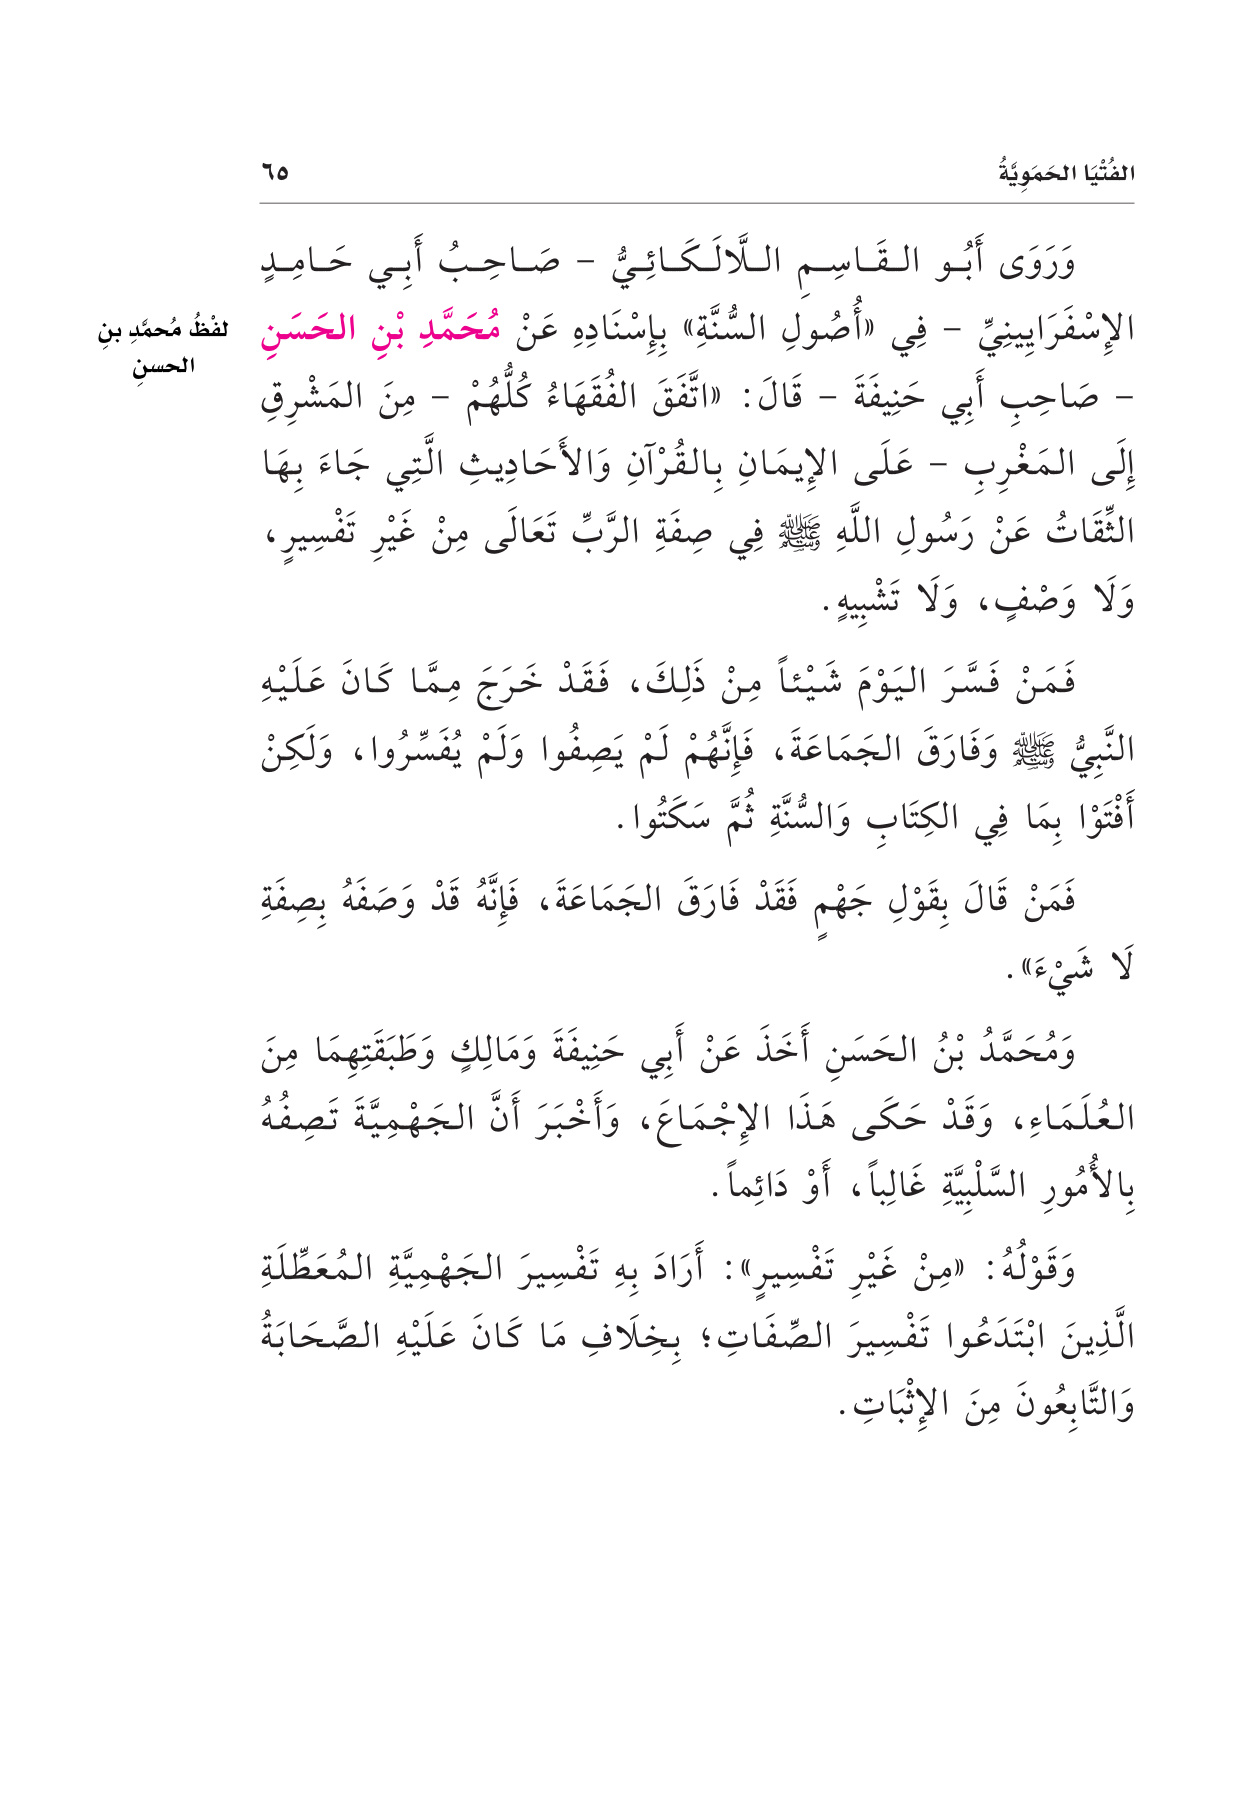 الفُتْيَا الحَمَوِيَّةُ
٦٥
وَرَوَى أَبُو القَاسِمِ اللَّالَكَائِيُّ – صَاحِبُ أَبِي حَامِدٍ
الإِسْفَرَايِينِيِّ – فِي «أُصُولِ السُّنَّةِ» بِإِسْنَادِهِ عَنْ مُحَمَّدِ بْنِ الحَسَنِ
لفْظُ مُحمَّدِ بنِ
الحسنِ
– صَاحِبِ أَبِي حَنِيفَةَ – قَالَ: «اتَّفَقَ الفُقَهَاءُ كُلُّهُمْ – مِنَ المَشْرِقِ
إِلَى المَغْرِبِ – عَلَى الإِيمَانِ بِالقُرْآنِ وَالأَحَادِيثِ الَّتِي جَاءَ بِهَا
الثِّقَاتُ عَنْ رَسُولِ اللَّهِ ﷺ فِي صِفَةِ الرَّبِّ تَعَالَى مِنْ غَيْرِ تَفْسِيرٍ،
وَلَا وَصْفٍ، وَلَا تَشْبِيهٍ.
فَمَنْ فَسَّرَ اليَوْمَ شَيْئاً مِنْ ذَلِكَ، فَقَدْ خَرَجَ مِمَّا كَانَ عَلَيْهِ
النَّبِيُّ ﷺ وَفَارَقَ الجَمَاعَةَ، فَإِنَّهُمْ لَمْ يَصِفُوا وَلَمْ يُفَسِّرُوا، وَلَكِنْ
أَفْتَوْا بِمَا فِي الكِتَابِ وَالسُّنَّةِ ثُمَّ سَكَتُوا.
فَمَنْ قَالَ بِقَوْلِ جَهْمٍ فَقَدْ فَارَقَ الجَمَاعَةَ، فَإِنَّهُ قَدْ وَصَفَهُ بِصِفَةِ
لَا شَيْءَ».
وَمُحَمَّدُ بْنُ الحَسَنِ أَخَذَ عَنْ أَبِي حَنِيفَةَ وَمَالِكٍ وَطَبَقَتِهِمَا مِنَ
العُلَمَاءِ، وَقَدْ حَكَى هَذَا الإِجْمَاعَ، وَأَخْبَرَ أَنَّ الجَهْمِيَّةَ تَصِفُهُ
بِالأُمُورِ السَّلْبِيَّةِ غَالِباً، أَوْ دَائِماً.
وَقَوْلُهُ: «مِنْ غَيْرِ تَفْسِيرٍ»: أَرَادَ بِهِ تَفْسِيرَ الجَهْمِيَّةِ المُعَطِّلَةِ
الَّذِينَ ابْتَدَعُوا تَفْسِيرَ الصِّفَاتِ؛ بِخِلَافِ مَا كَانَ عَلَيْهِ الصَّحَابَةُ
وَالتَّابِعُونَ مِنَ الإِثْبَاتِ.